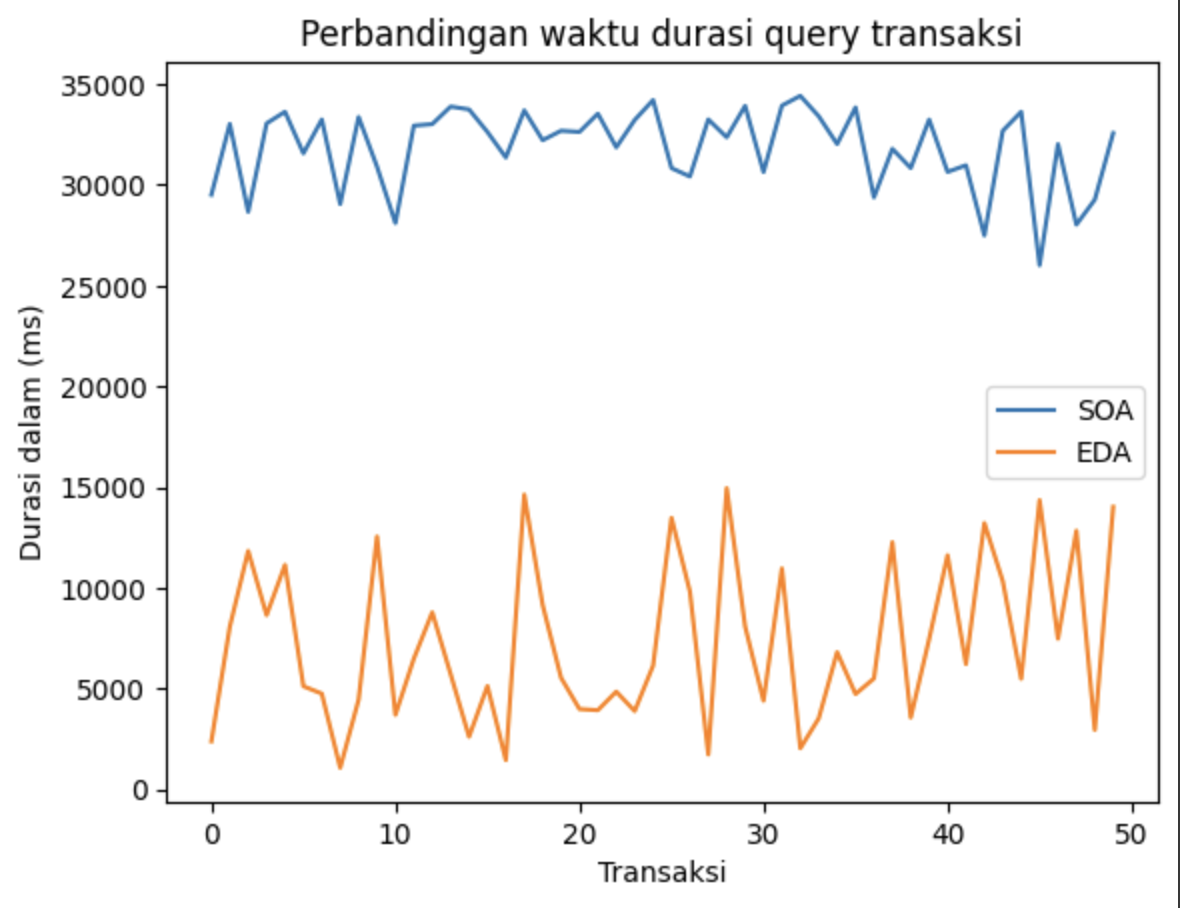 Perbandingan waktu durasi query transaksi
Durasi dalam (ms)
35000
30000
25000
20000
15000
10000
5000
0
SOA
EDA
0 10 20 30 40 50
Transaksi